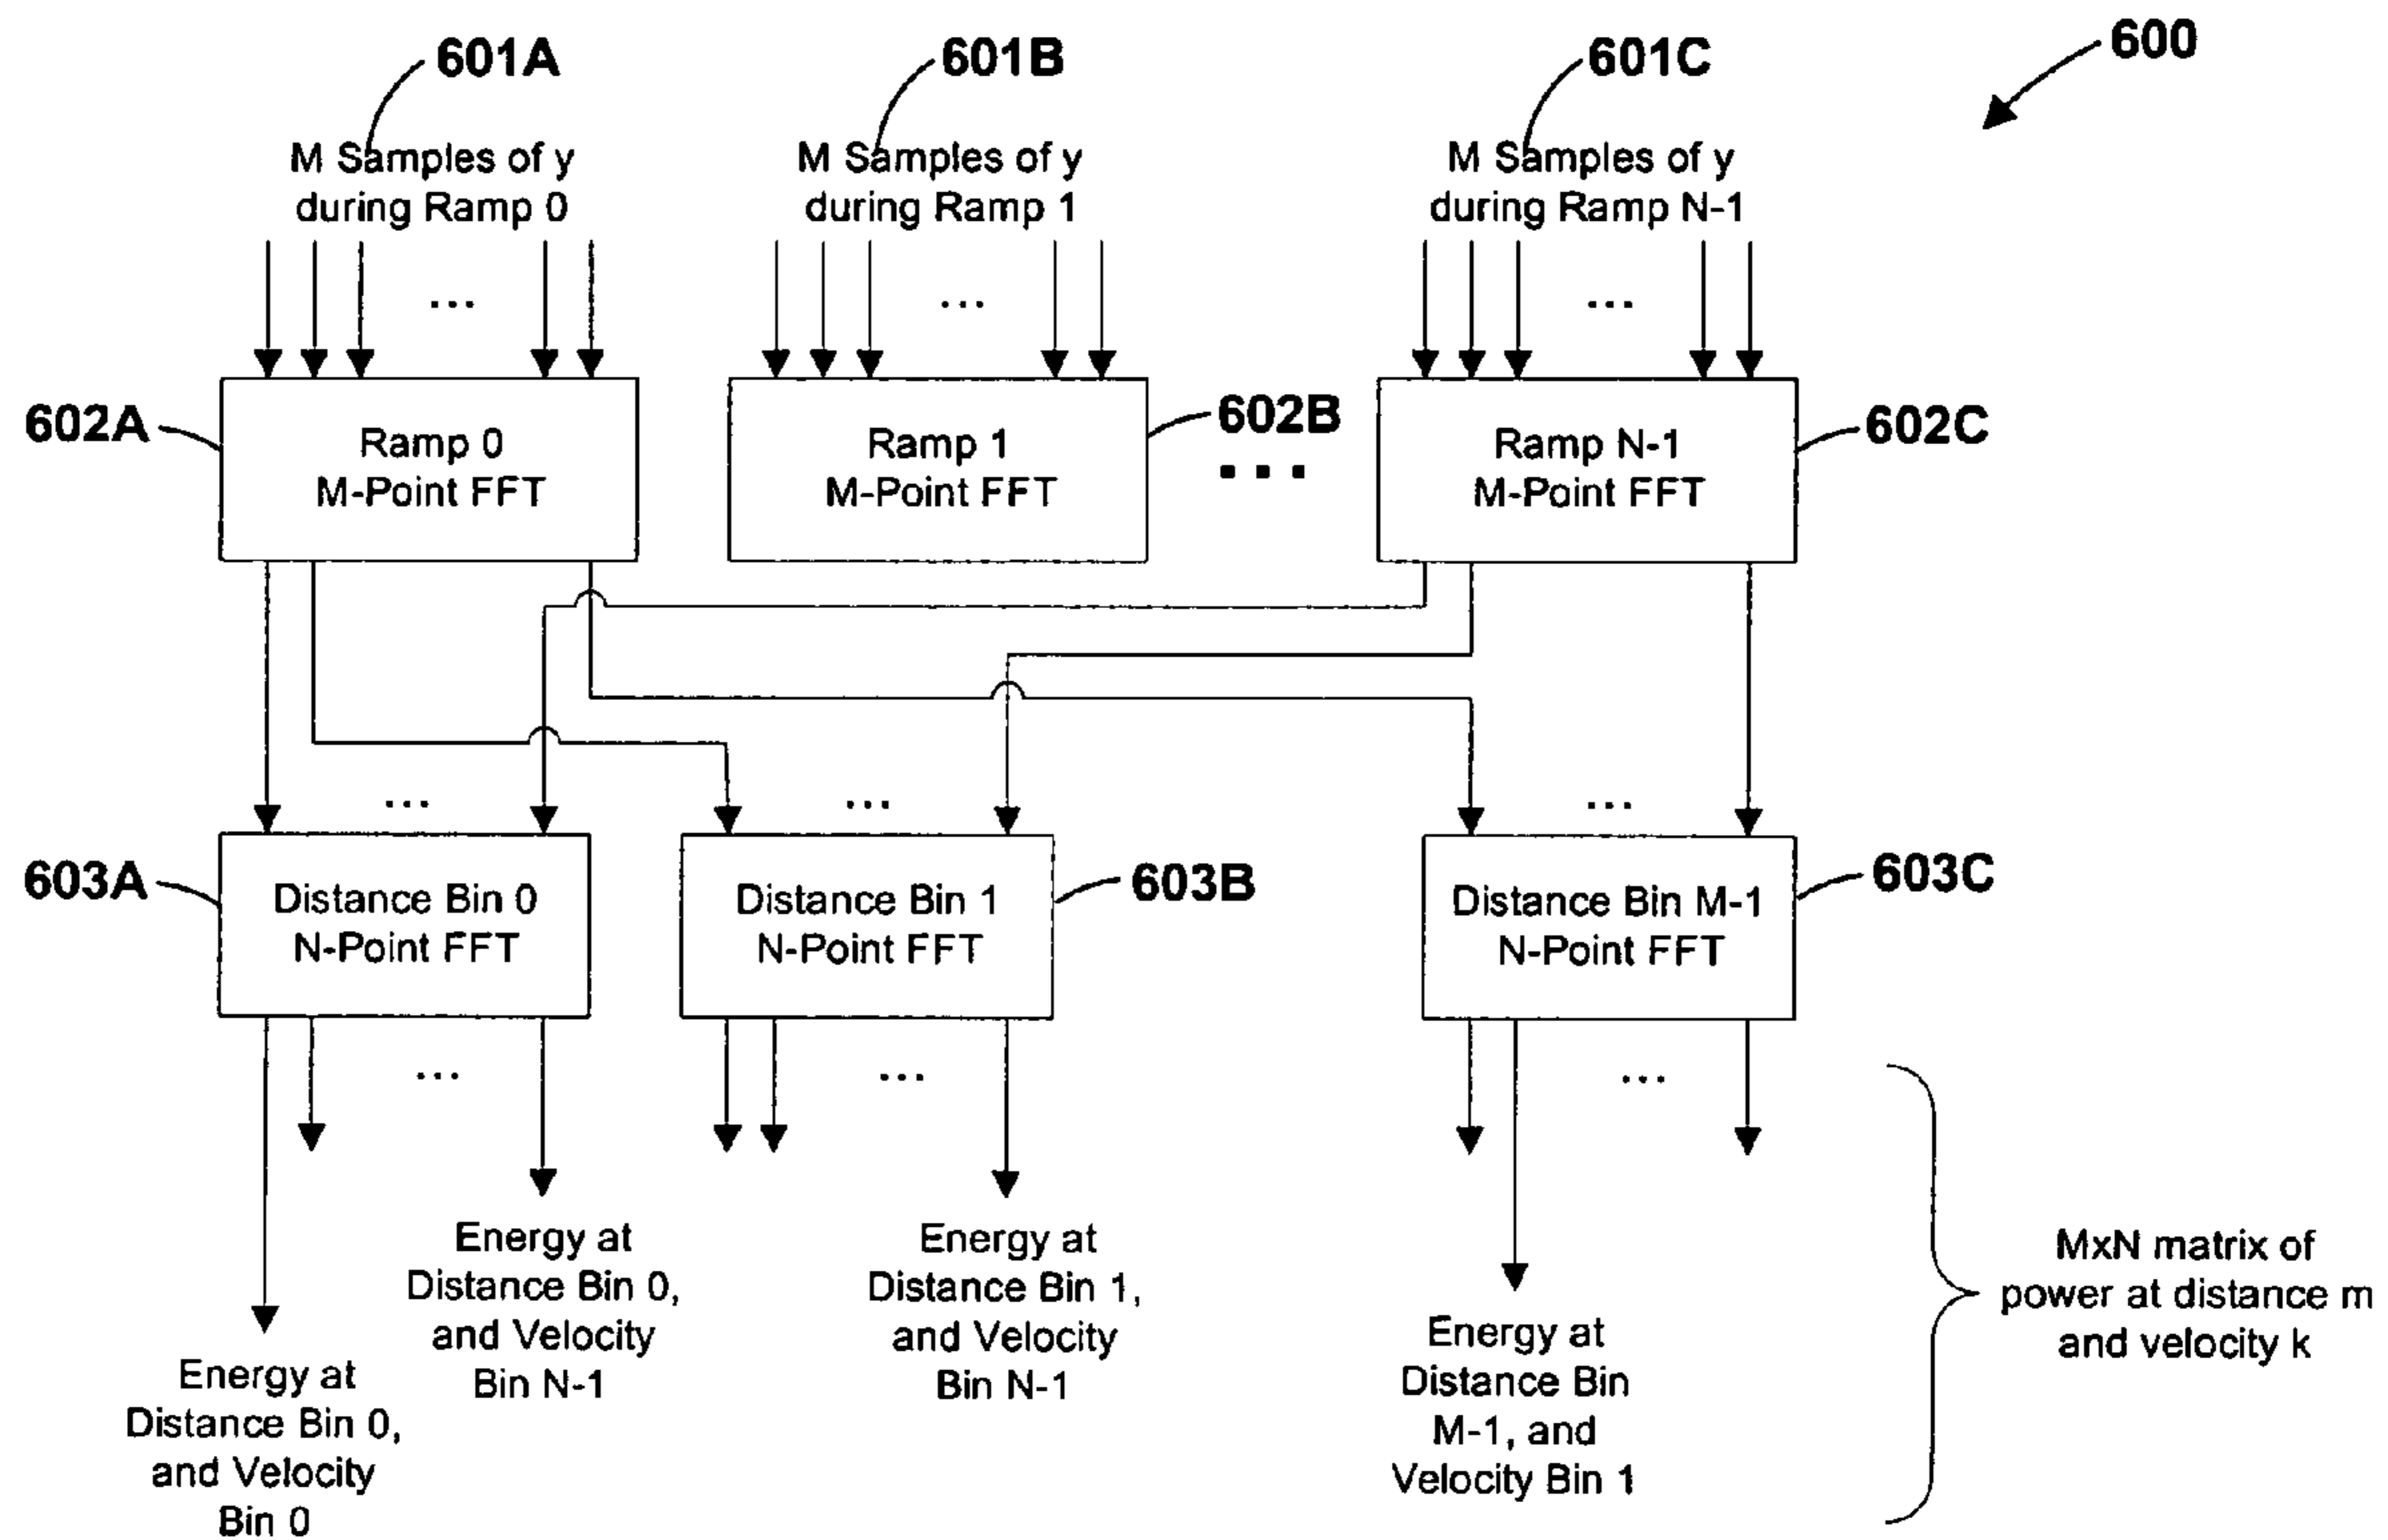 601A
601B
601C
600
M Samples of y
during Ramp 0
M Samples of y
during Ramp 1
M Samples of y
during Ramp N-1
...
...
...
602A
Ramp 0
M-Point FFT
Ramp 1
M-Point FFT
602B
...
Ramp N-1
M-Point FFT
602C
...
...
...
603A
Distance Bin 0
N-Point FFT
Distance Bin 1
N-Point FFT
603B
Distance Bin M-1
N-Point FFT
603C
...
...
...
Energy at
Distance Bin 0,
and Velocity
Bin 0
Energy at
Distance Bin 0,
and Velocity
Bin N-1
Energy at
Distance Bin 1,
and Velocity
Bin N-1
Energy at
Distance Bin
M-1, and
Velocity Bin 1
MxN matrix of
power at distance m
and velocity k